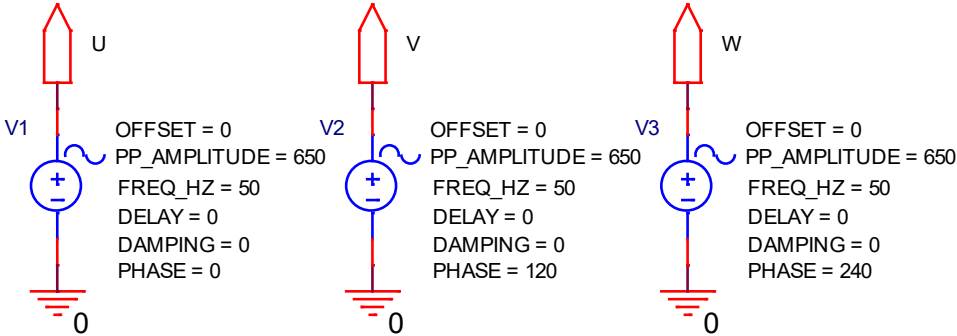 U
V1
OFFSET = 0
PP_AMPLITUDE = 650
FREQ_HZ = 50
DELAY = 0
DAMPING = 0
PHASE = 0
0
V
V2
OFFSET = 0
PP_AMPLITUDE = 650
FREQ_HZ = 50
DELAY = 0
DAMPING = 0
PHASE = 120
0
W
V3
OFFSET = 0
PP_AMPLITUDE = 650
FREQ_HZ = 50
DELAY = 0
DAMPING = 0
PHASE = 240
0